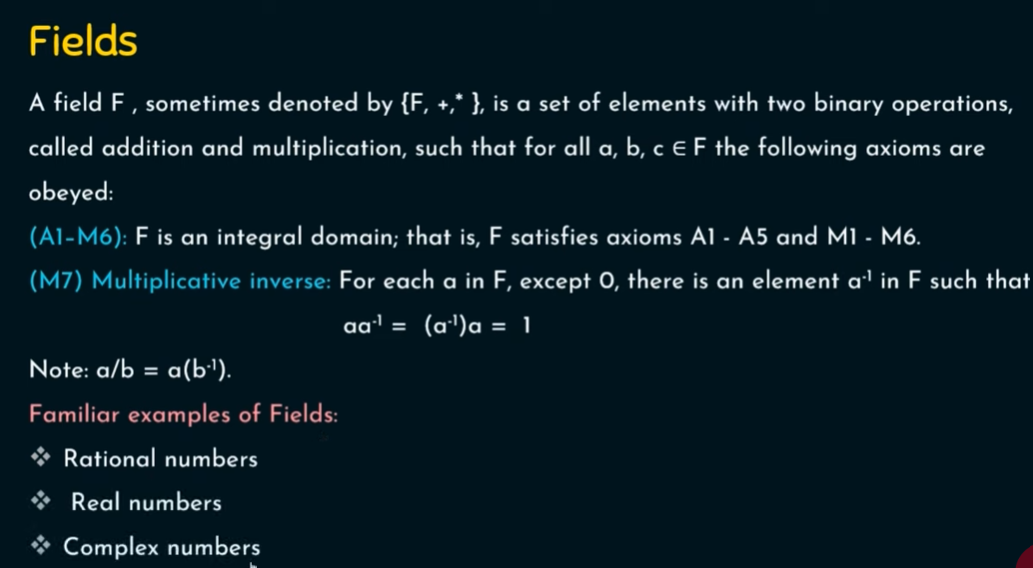 Fields
A field F , sometimes denoted by {F, +,* }, is a set of elements with two binary operations,
called addition and multiplication, such that for all a, b, c ∈ F the following axioms are
obeyed:
(A1–M6): F is an integral domain; that is, F satisfies axioms A1 - A5 and M1 - M6.
(M7) Multiplicative inverse: For each a in F, except 0, there is an element a⁻¹ in F such that
aa⁻¹ = (a⁻¹)a = 1
Note: a/b = a(b⁻¹).
Familiar examples of Fields:
❖ Rational numbers
❖ Real numbers
❖ Complex numbers